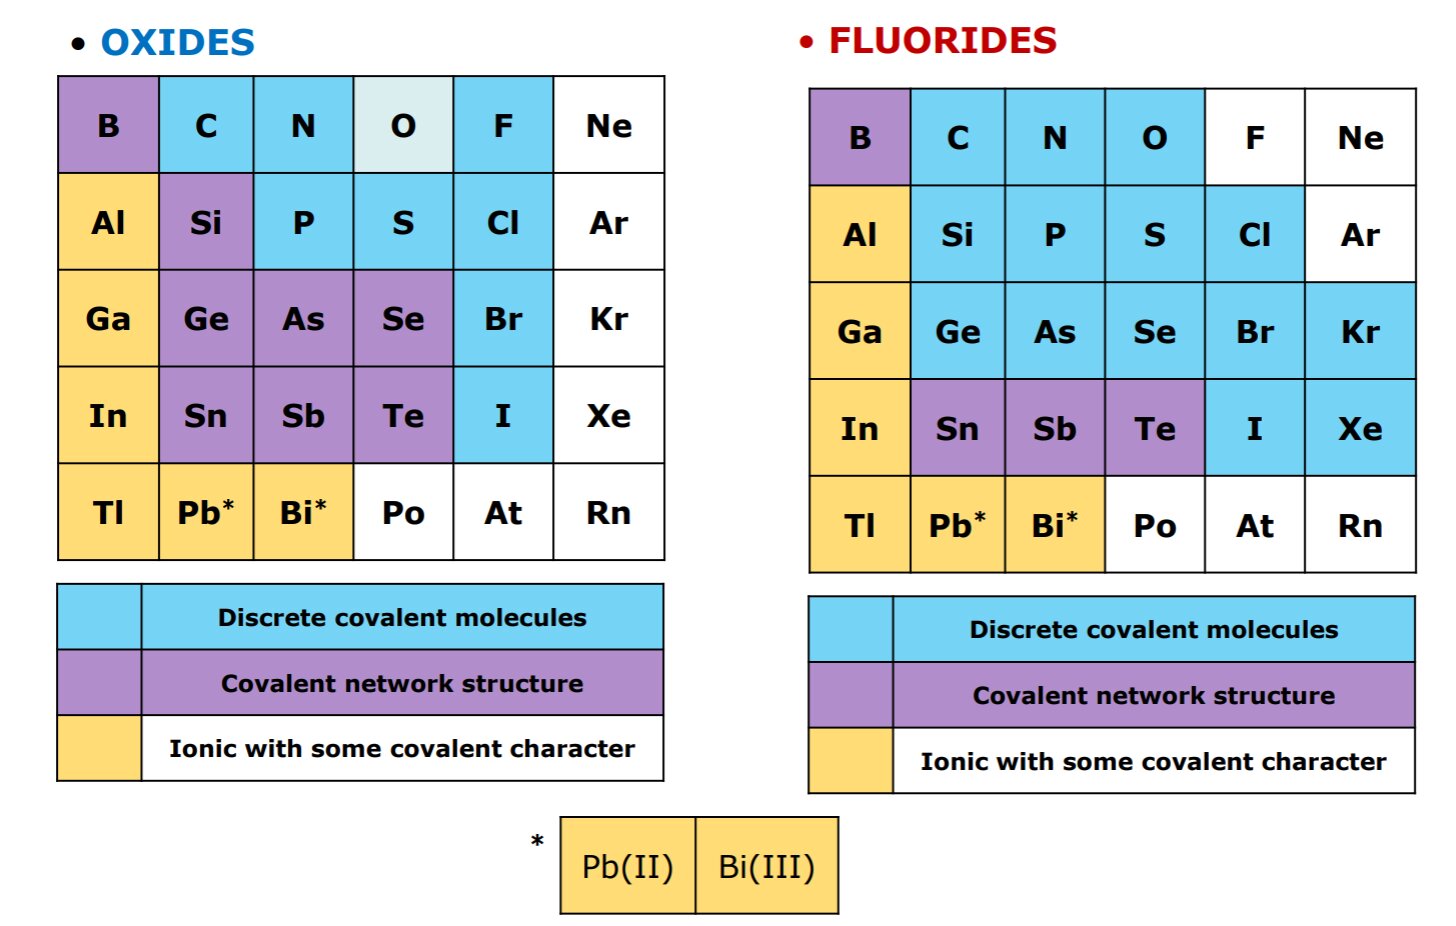 • OXIDES
B C N O F Ne
Al Si P S Cl Ar
Ga Ge As Se Br Kr
In Sn Sb Te I Xe
Tl Pb* Bi* Po At Rn
Discrete covalent molecules
Covalent network structure
Ionic with some covalent character
• FLUORIDES
B C N O F Ne
Al Si P S Cl Ar
Ga Ge As Se Br Kr
In Sn Sb Te I Xe
Tl Pb* Bi* Po At Rn
Discrete covalent molecules
Covalent network structure
Ionic with some covalent character
* Pb(II) Bi(III)